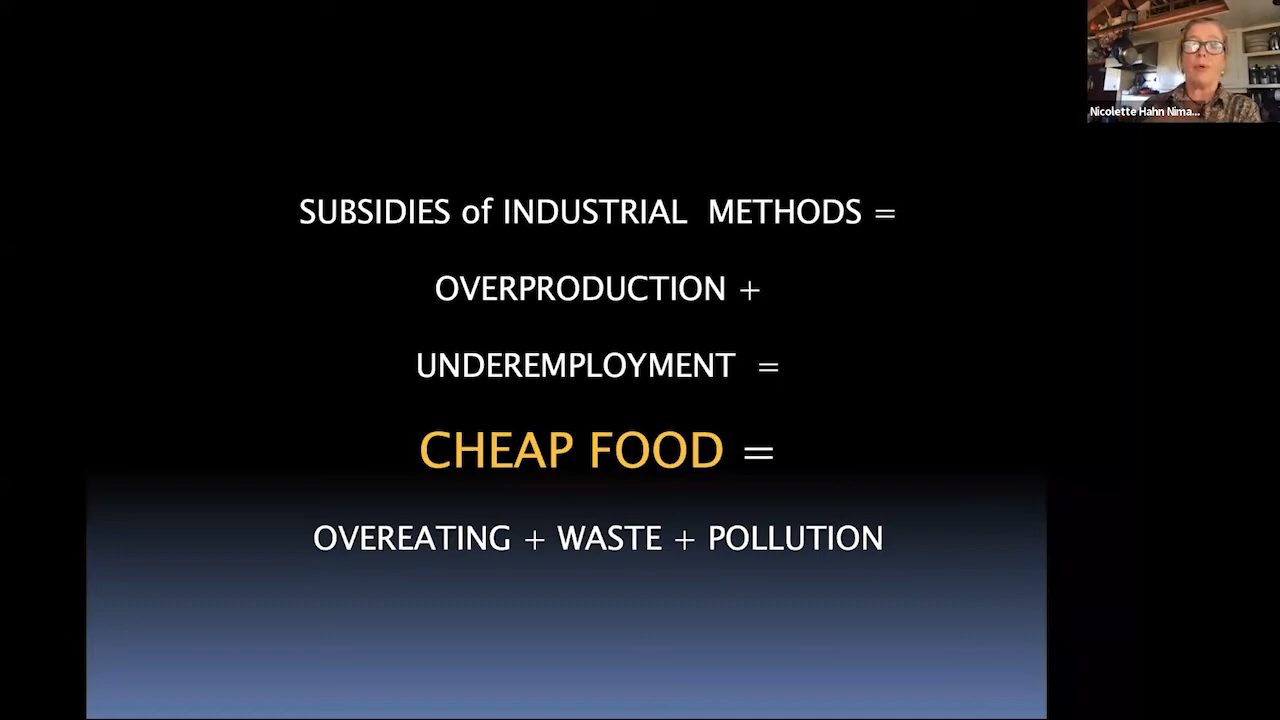 Nicolette Hahn Nima...
SUBSIDIES of INDUSTRIAL METHODS =
OVERPRODUCTION +
UNDEREMPLOYMENT =
CHEAP FOOD =
OVEREATING + WASTE + POLLUTION